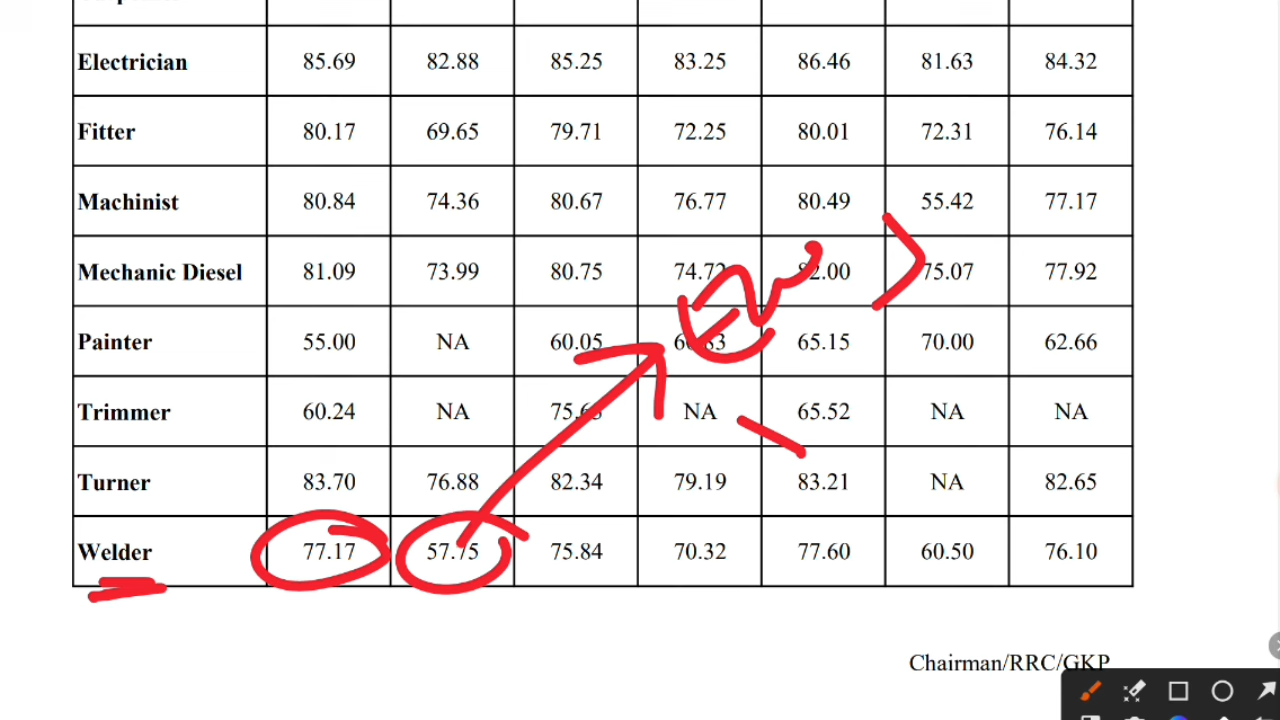 Electrician 85.69 82.88 85.25 83.25 86.46 81.63 84.32
Fitter 80.17 69.65 79.71 72.25 80.01 72.31 76.14
Machinist 80.84 74.36 80.67 76.77 80.49 55.42 77.17
Mechanic Diesel 81.09 73.99 80.75 75.07 77.92
Painter 55.00 NA 60.05 65.15 70.00 62.66
Trimmer 60.24 NA NA 65.52 NA NA
Turner 83.70 76.88 82.34 79.19 83.21 NA 82.65
Welder 77.17 57.75 75.84 70.32 77.60 60.50 76.10
Chairman/RRC/GKP